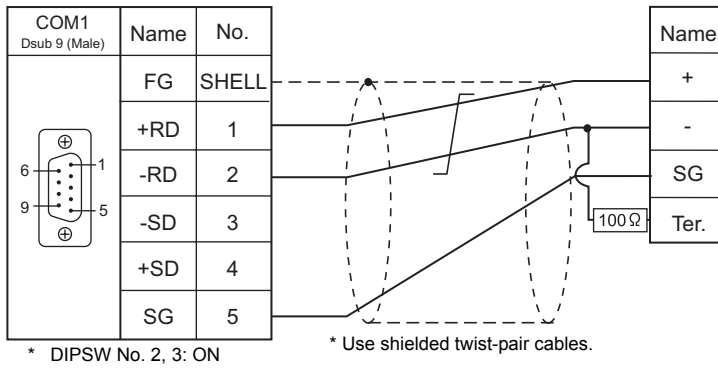 COM1
Dsub 9 (Male)
Name
No.
Name
FG
SHELL
+
+RD
1
-
-RD
2
SG
-SD
3
100Ω
Ter.
+SD
4
SG
5
6
1
9
5
* DIPSW No. 2, 3: ON
* Use shielded twist-pair cables.